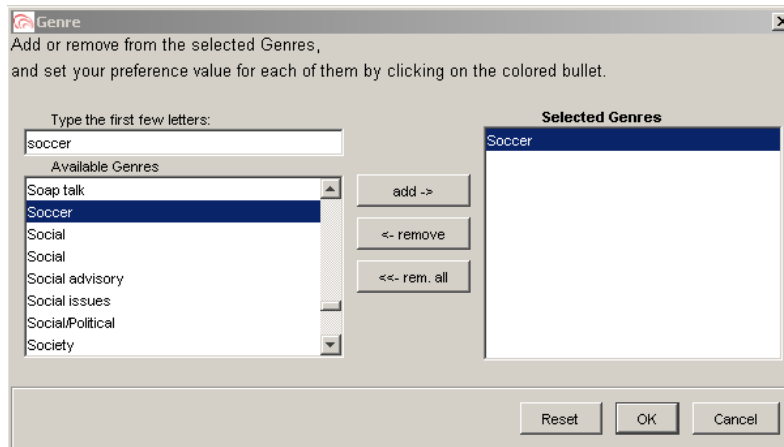 Genre
Add or remove from the selected Genres,
and set your preference value for each of them by clicking on the colored bullet.
Type the first few letters:
soccer
Available Genres
Soap talk
Soccer
Social
Social
Social advisory
Social issues
Social/Political
Society
add ->
<- remove
<<- rem. all
Selected Genres
Soccer
Reset
OK
Cancel